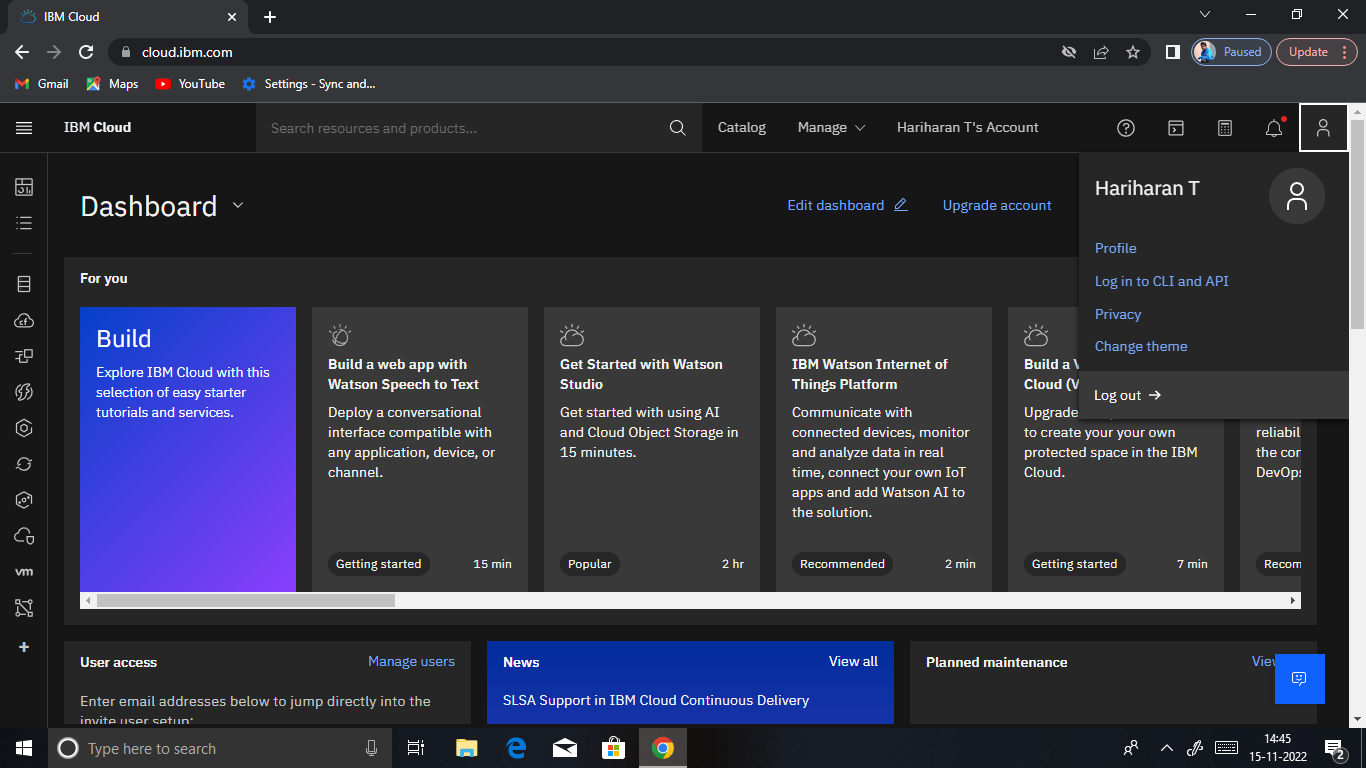 IBM Cloud
cloud.ibm.com
Paused
Update
Gmail
Maps
YouTube
Settings - Sync and...
IBM Cloud
Search resources and products...
Catalog
Manage
Hariharan T's Account
Dashboard
Edit dashboard
Upgrade account
Hariharan T
Profile
Log in to CLI and API
Privacy
Change theme
Log out
For you
Build
Explore IBM Cloud with this
selection of easy starter
tutorials and services.
Build a web app with
Watson Speech to Text
Deploy a conversational
interface compatible with
any application, device, or
channel.
Getting started
15 min
Get Started with Watson
Studio
Get started with using AI
and Cloud Object Storage in
15 minutes.
Popular
2 hr
IBM Watson Internet of
Things Platform
Communicate with
connected devices, monitor
and analyze data in real
time, connect your own IoT
apps and add Watson AI to
the solution.
Recommended
2 min
Build a V
Cloud (V
Upgrade
to create your your own
protected space in the IBM
Cloud.
Getting started
7 min
reliabil
the con
DevOps
Recom
cf
vm
User access
Manage users
Enter email addresses below to jump directly into the
invite user setup:
News
View all
SLSA Support in IBM Cloud Continuous Delivery
Planned maintenance
View
Type here to search
14:45
15-11-2022
2